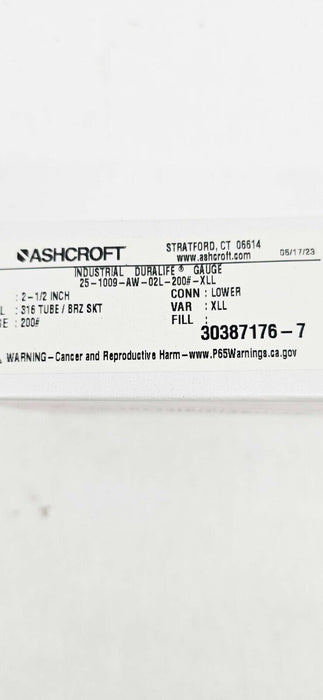 ASHCROFT
STRATFORD, CT 06614
www.ashcroft.com
05/17/23
INDUSTRIAL DURALIFE® GAUGE
25-1009-AW-02L-200#-XLL
: 2-1/2 INCH
CONN : LOWER
L : 316 TUBE / BRZ SKT
VAR : XLL
E : 200#
FILL :
30387176-7
WARNING-Cancer and Reproductive Harm-www.P65Warnings.ca.gov